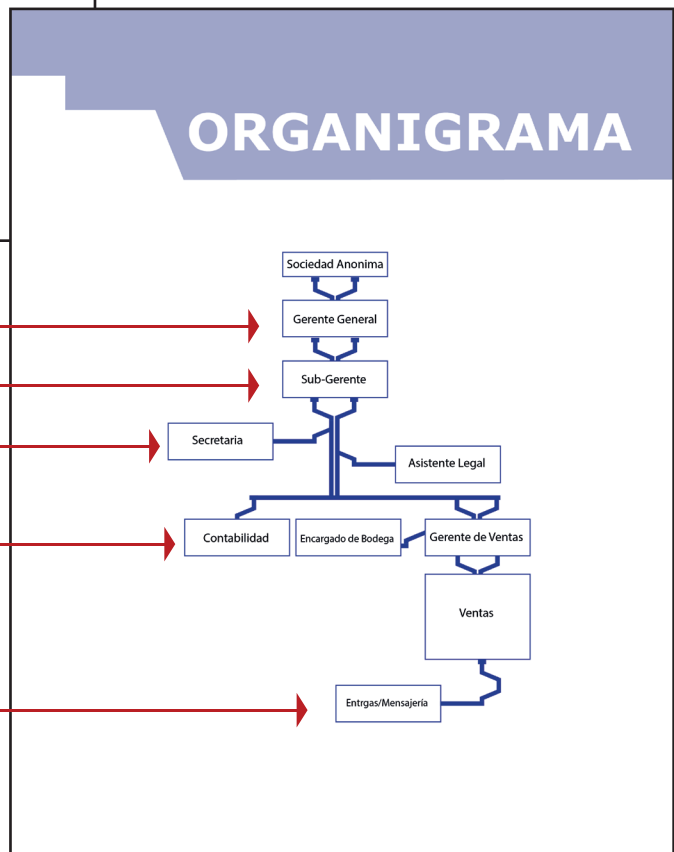 ORGANIGRAMA
Sociedad Anonima
Gerente General
Sub-Gerente
Secretaria
Asistente Legal
Contabilidad
Encargado de Bodega
Gerente de Ventas
Ventas
Entrgas/Mensajería